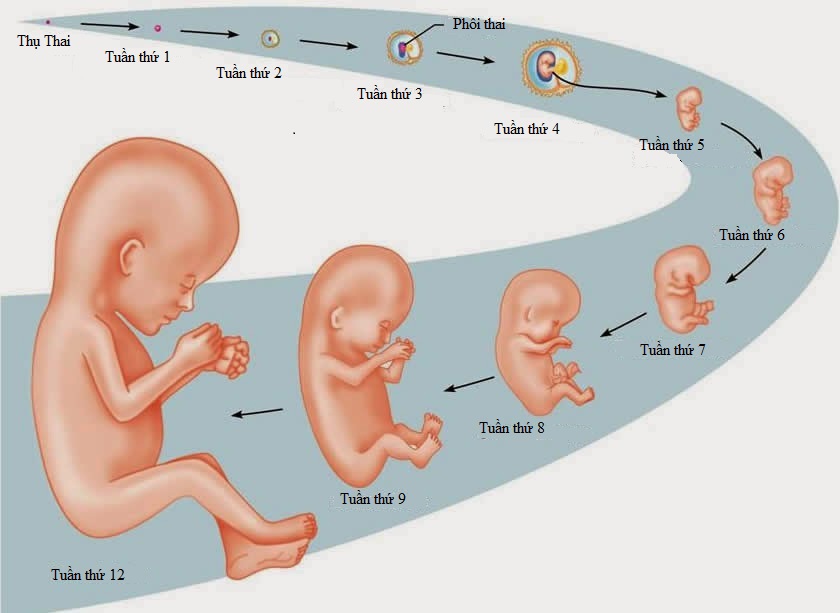 Thụ Thai
Tuần thứ 1
Tuần thứ 2
Tuần thứ 3
Phôi thai
Tuần thứ 4
Tuần thứ 5
Tuần thứ 6
Tuần thứ 7
Tuần thứ 8
Tuần thứ 9
Tuần thứ 12